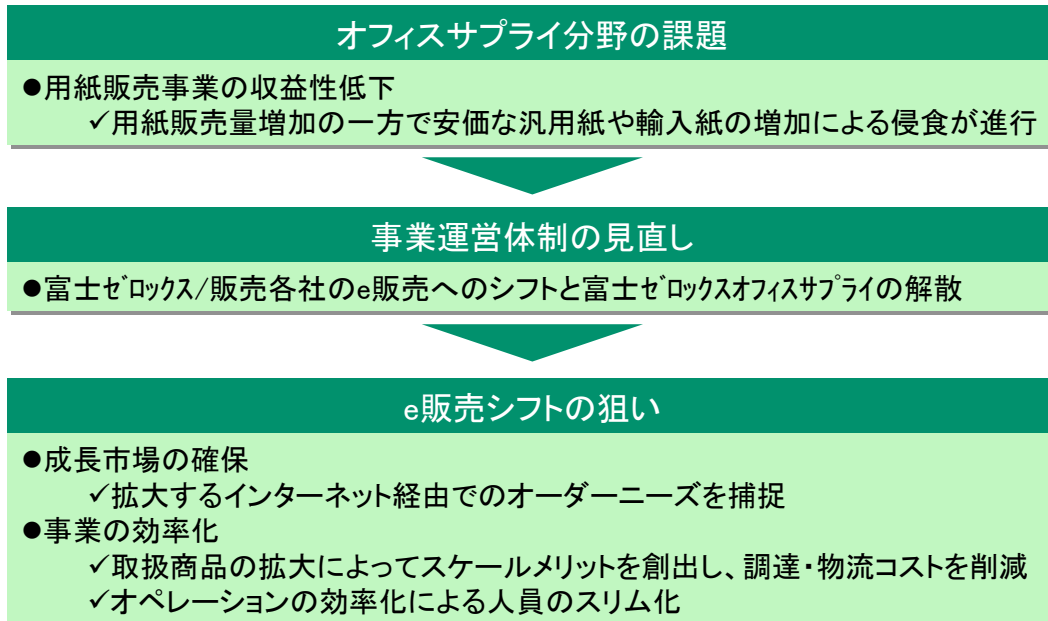 オフィスサプライ分野の課題
●用紙販売事業の収益性低下
✓用紙販売量増加の一方で安価な汎用紙や輸入紙の増加による侵食が進行
事業運営体制の見直し
●富士ｾﾞﾛｯｸｽ/販売各社のe販売へのシフトと富士ｾﾞﾛｯｸｽｵﾌｨｽｻﾌﾟﾗｲの解散
e販売シフトの狙い
●成長市場の確保
✓拡大するインターネット経由でのオーダーニーズを捕捉
●事業の効率化
✓取扱商品の拡大によってスケールメリットを創出し、調達・物流コストを削減
✓オペレーションの効率化による人員のスリム化